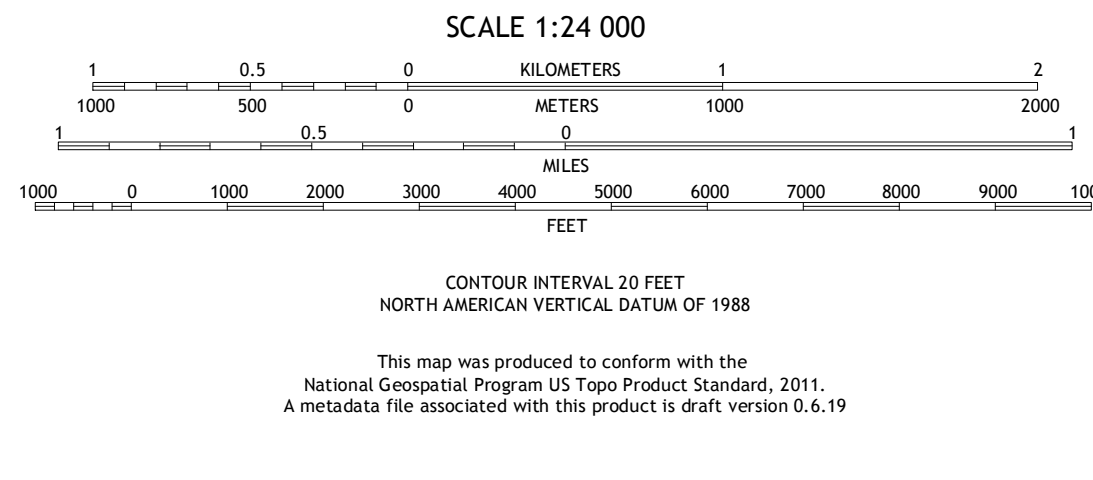 SCALE 1:24 000
1 0.5 0 KILOMETERS 1 2
1000 500 0 METERS 1000 2000
1 0.5 0 1
MILES
1000 0 1000 2000 3000 4000 5000 6000 7000 8000 9000
FEET
CONTOUR INTERVAL 20 FEET
NORTH AMERICAN VERTICAL DATUM OF 1988
This map was produced to conform with the
National Geospatial Program US Topo Product Standard, 2011.
A metadata file associated with this product is draft version 0.6.19